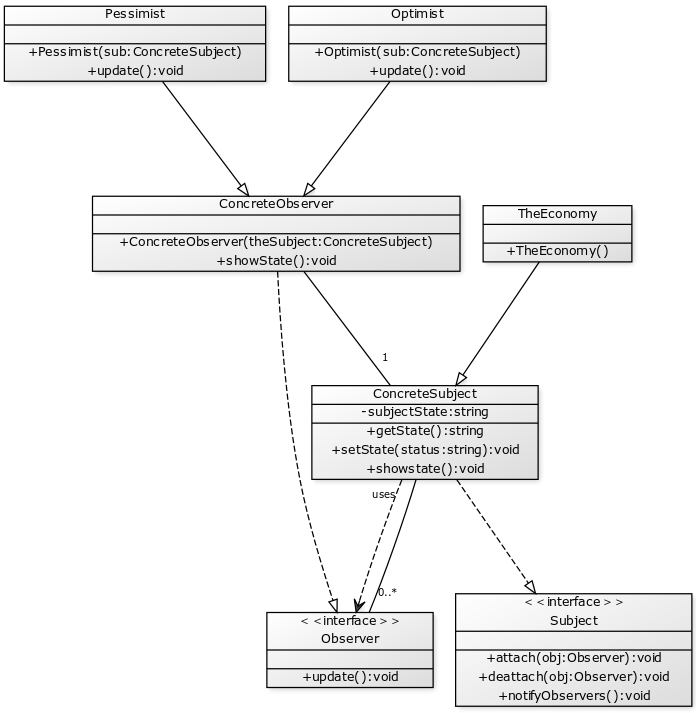 Pessimist
+Pessimist(sub:ConcreteSubject)
+update():void
Optimist
+Optimist(sub:ConcreteSubject)
+update():void
ConcreteObserver
+ConcreteObserver(theSubject:ConcreteSubject)
+showState():void
TheEconomy
+TheEconomy()
1
ConcreteSubject
-subjectState:string
+getState():string
+setState(status:string):void
+showstate():void
uses
0..*
<<interface>>
Observer
+update():void
<<interface>>
Subject
+attach(obj:Observer):void
+deattach(obj:Observer):void
+notifyObservers():void